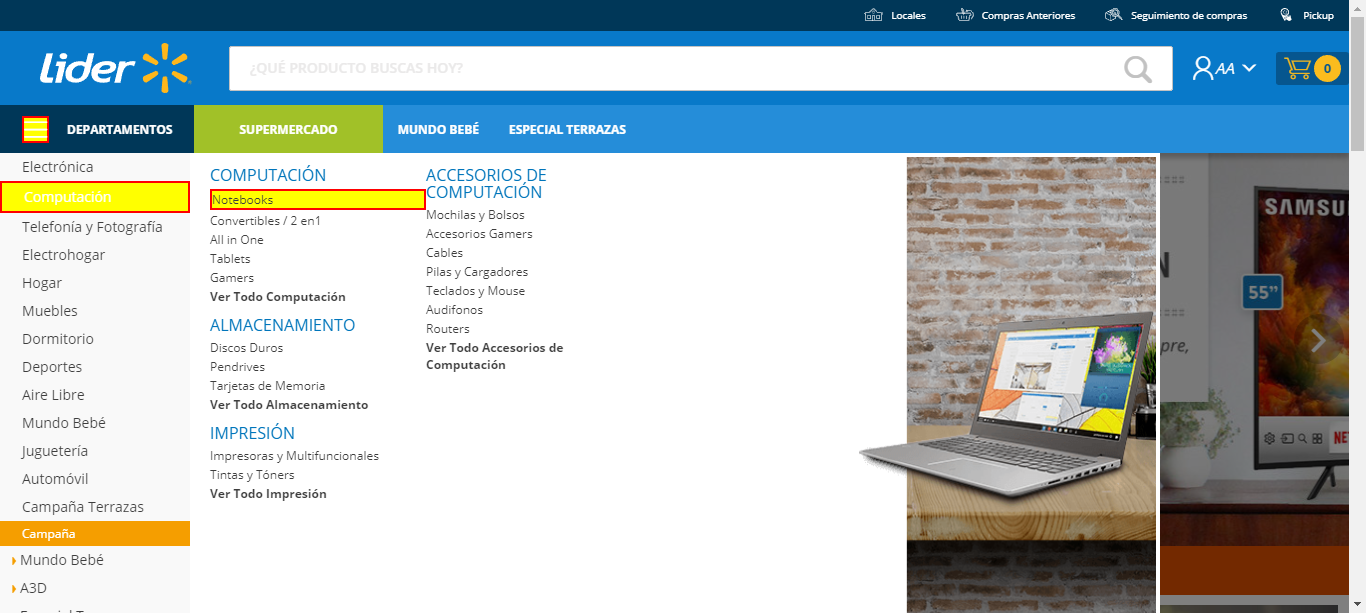 Locales
Compras Anteriores
Seguimiento de compras
Pickup
lider
¿QUÉ PRODUCTO BUSCAS HOY?
AA
0
DEPARTAMENTOS
SUPERMERCADO
MUNDO BEBÉ
ESPECIAL TERRAZAS
Electrónica
Computación
Telefonía y Fotografía
Electrohogar
Hogar
Muebles
Dormitorio
Deportes
Aire Libre
Mundo Bebé
Juguetería
Automóvil
Campaña Terrazas
Campaña
Mundo Bebé
A3D
COMPUTACIÓN
Notebooks
Convertibles / 2 en1
All in One
Tablets
Gamers
Ver Todo Computación
ALMACENAMIENTO
Discos Duros
Pendrives
Tarjetas de Memoria
Ver Todo Almacenamiento
IMPRESIÓN
Impresoras y Multifuncionales
Tintas y Tóners
Ver Todo Impresión
ACCESORIOS DE
COMPUTACIÓN
Mochilas y Bolsos
Accesorios Gamers
Cables
Pilas y Cargadores
Teclados y Mouse
Audifonos
Routers
Ver Todo Accesorios de
Computación
SAMSU
55”